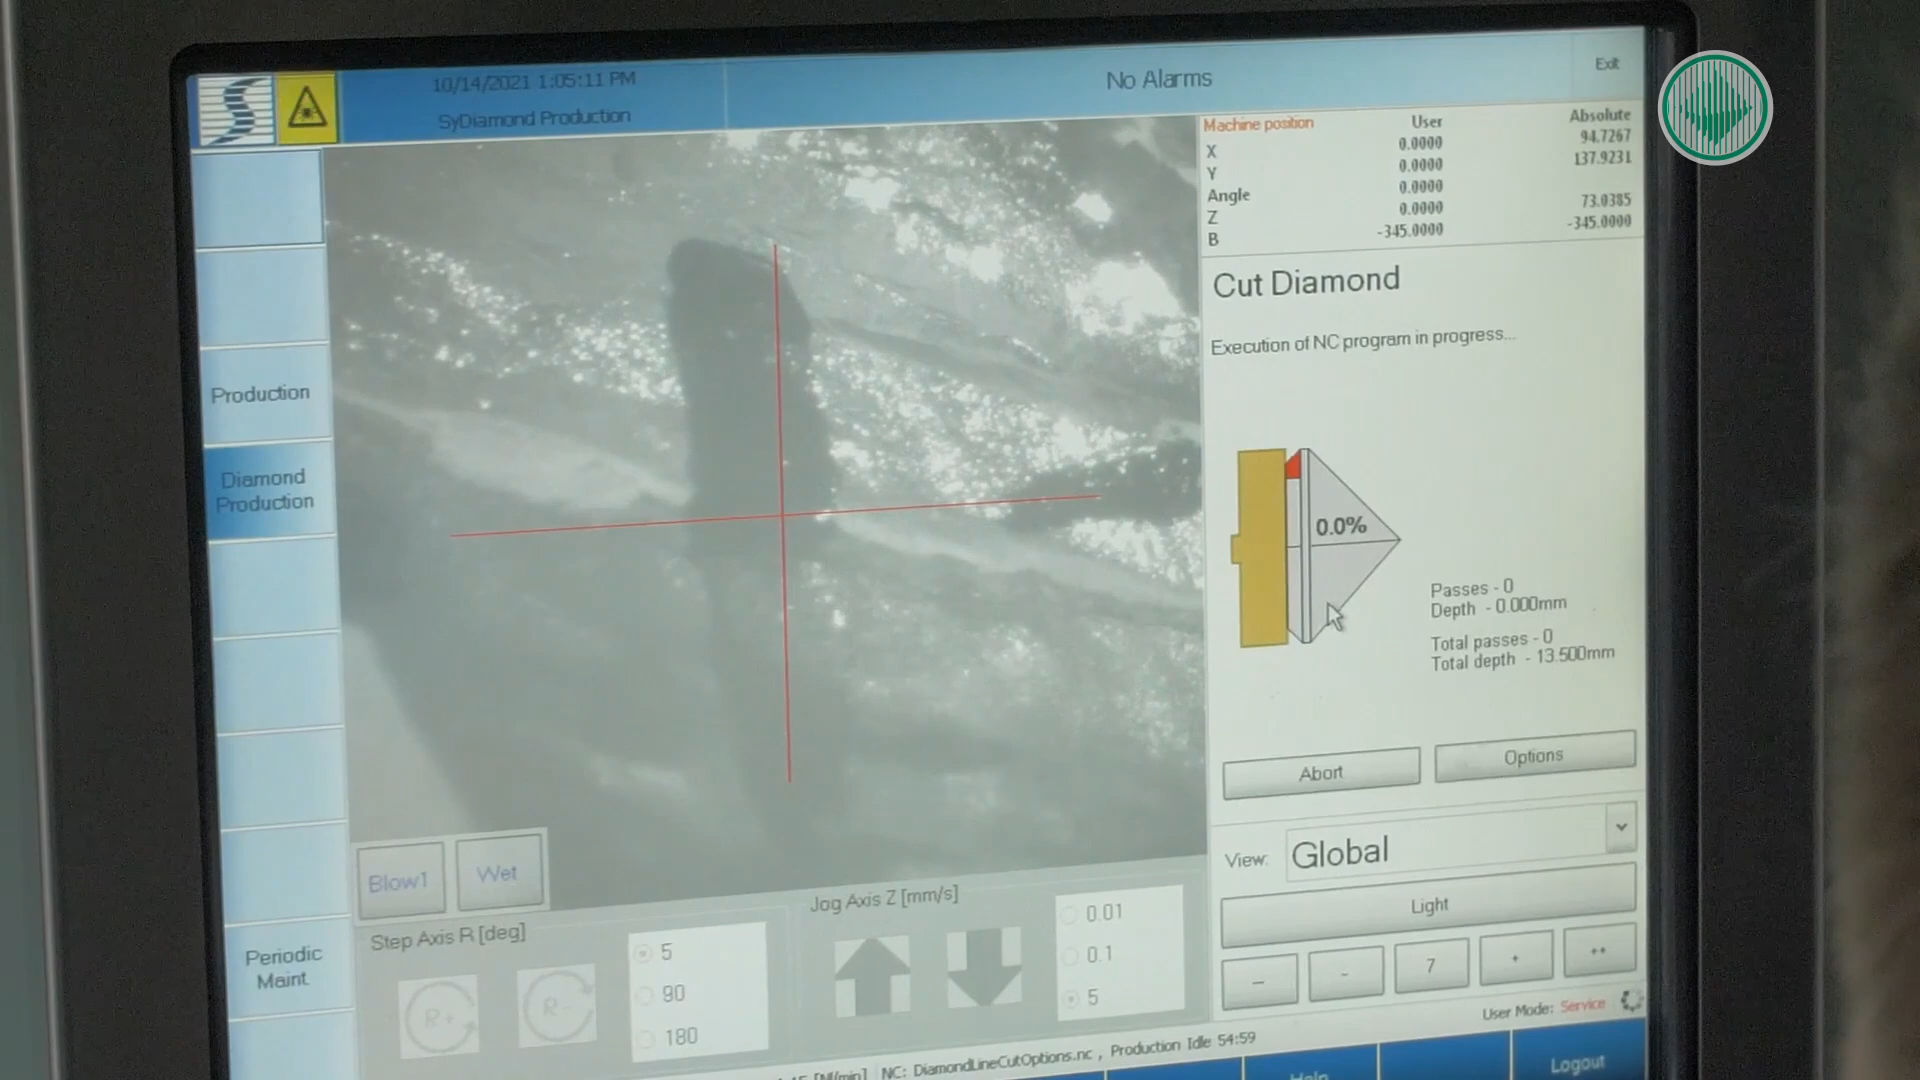 10/14/2021 1:05:11 PM
SyDiamond Production
No Alarms
Exit
Machine position User Absolute
X 0.0000 94.7267
Y 0.0000 137.9231
Angle 0.0000
Z 0.0000 73.0385
B -345.0000 -345.0000
Cut Diamond
Execution of NC program in progress...
Production
Diamond
Production
0.0%
Passes - 0
Depth - 0.000mm
Total passes - 0
Total depth - 13.500mm
Abort
Options
View:
Global
Light
--
-
7
+
++
Blow1
Wet
Step Axis R [deg]
R+
R-
5
90
180
Jog Axis Z [mm/s]
0.01
0.1
5
Periodic
Maint.
User Mode: Service
[M/min] NC: DiamondLineCutOptions.nc , Production Idle 54:59
Help
Logout